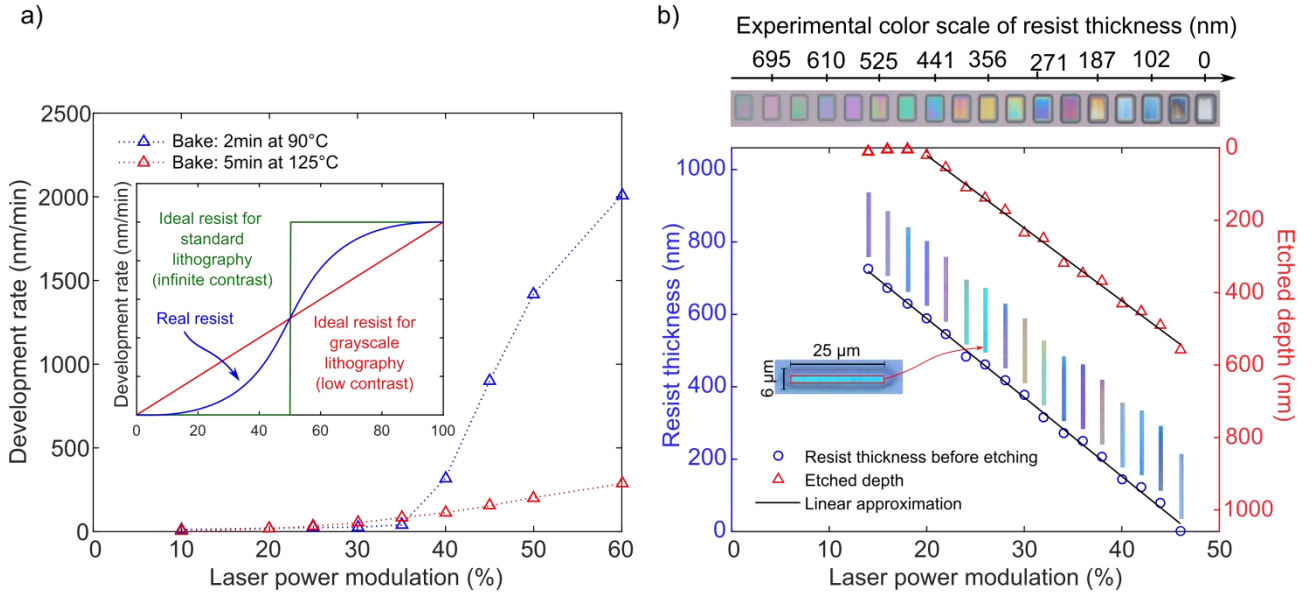 a)
Development rate (nm/min)
2500
2000
1500
1000
500
0
Bake: 2min at 90°C
Bake: 5min at 125°C
Development rate (nm/min)
Ideal resist for
standard
lithography
(infinite contrast)
Real resist
Ideal resist for
grayscale
lithography
(low contrast)
0 20 40 60 80 100
0 10 20 30 40 50 60
Laser power modulation (%)
b)
Experimental color scale of resist thickness (nm)
695 610 525 441 356 271 187 102 0
Resist thickness (nm)
1000
800
600
400
200
0
25 µm
6 µm
Resist thickness before etching
Etched depth
Linear approximation
0
200
400
600
800
1000
Etched depth (nm)
0 10 20 30 40 50
Laser power modulation (%)